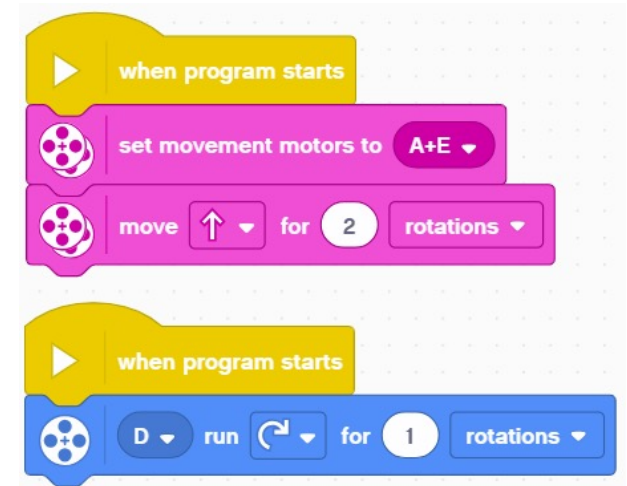 when program starts
set movement motors to A+E
move for 2 rotations
when program starts
D run for 1 rotations